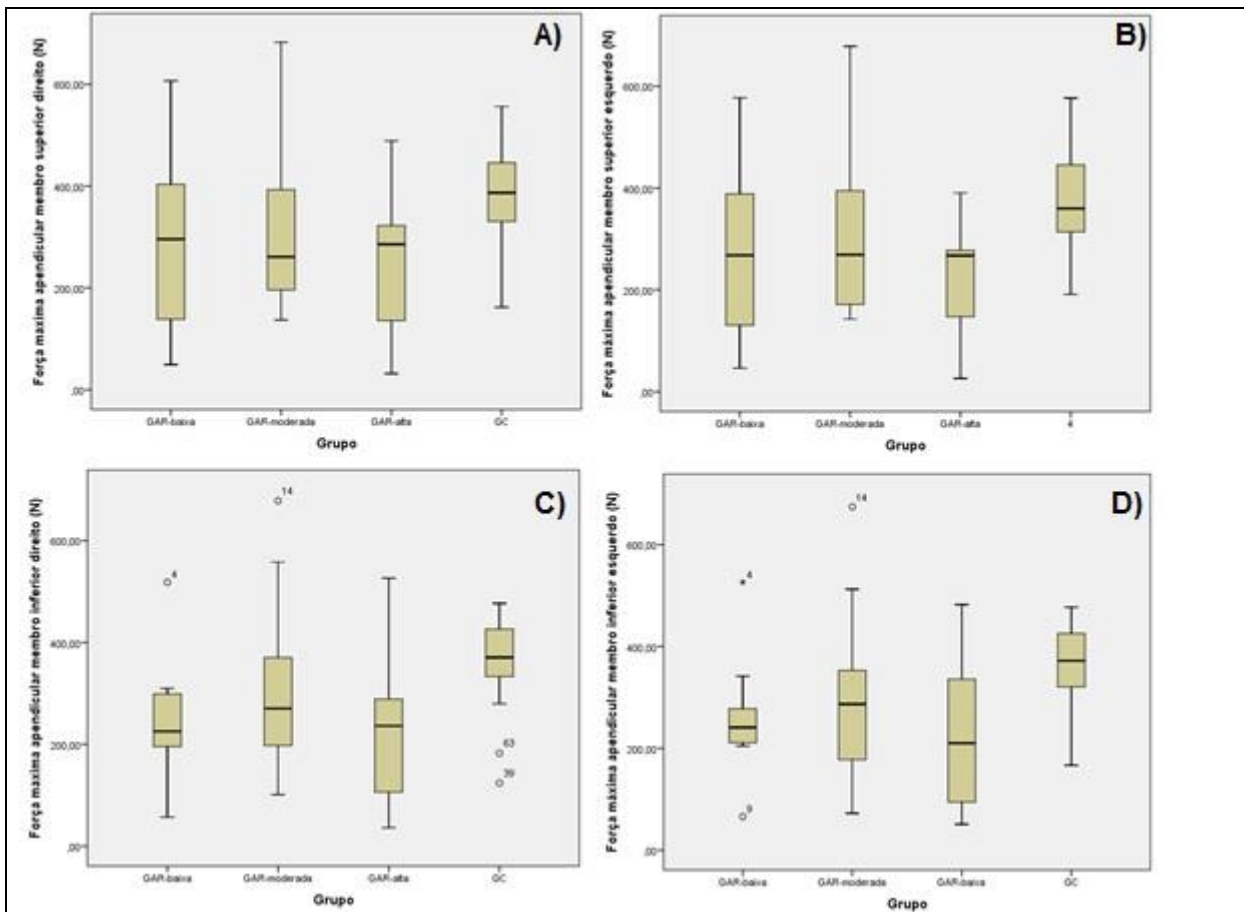 A)
Força máxima apendicular membro superior direito (N)
600,00
400,00
200,00
,00
GAR-baixa GAR-moderada GAR-alta GC
Grupo
B)
Força máxima apendicular membro superior esquerdo (N)
600,00
400,00
200,00
,00
GAR-baixa GAR-moderada GAR-alta 4
Grupo
C)
Força máxima apendicular membro inferior direito (N)
600,00
400,00
200,00
,00
14
4
63
39
GAR-baixa GAR-moderada GAR-alta GC
Grupo
D)
Força máxima apendicular membro inferior esquerdo (N)
600,00
400,00
200,00
,00
14
4
9
GAR-baixa GAR-moderada GAR-baixa GC
Grupo